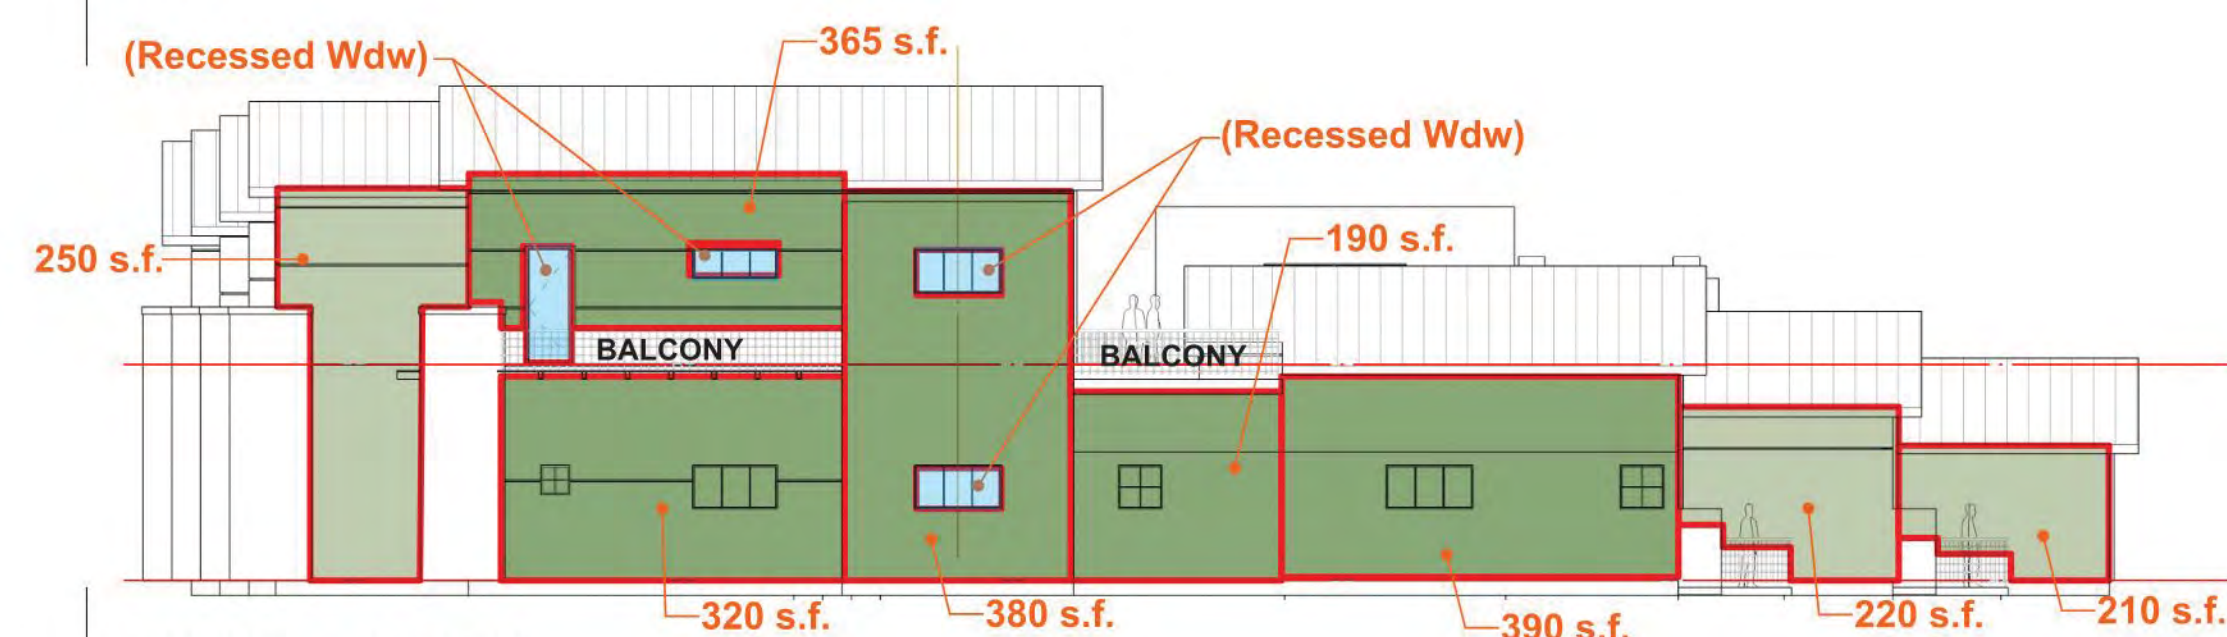 365 s.f.
(Recessed Wdw)
(Recessed Wdw)
190 s.f.
250 s.f.
BALCONY
BALCONY
320 s.f.
380 s.f.
390 s.f.
220 s.f.
210 s.f.